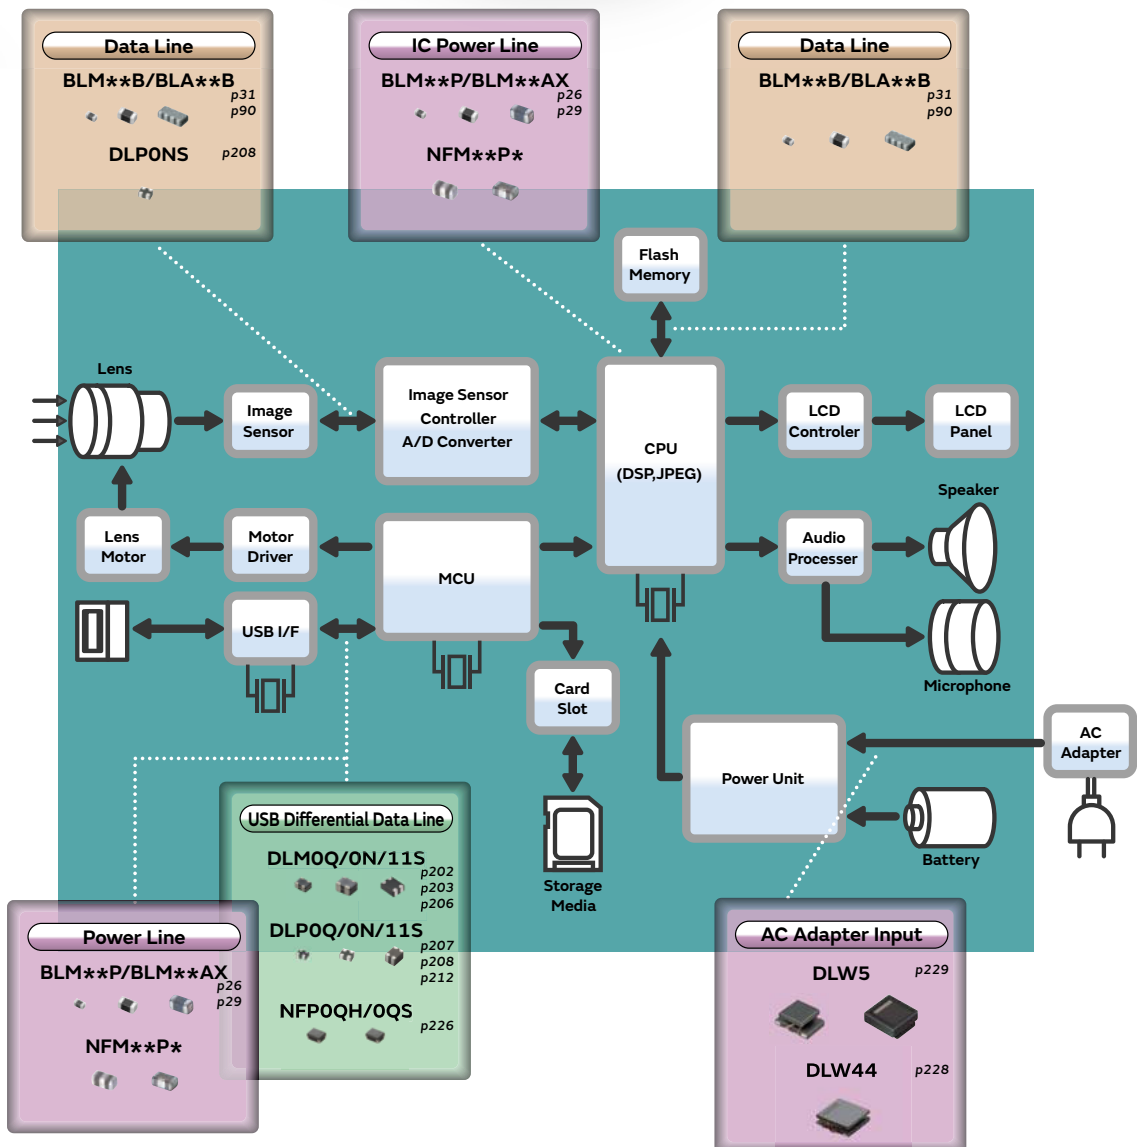 Data Line
BLM**B/BLA**B
p31
p90
DLP0NS
p208
IC Power Line
BLM**P/BLM**AX
p26
p29
NFM**P*
Data Line
BLM**B/BLA**B
p31
p90
Flash
Memory
Lens
Image
Sensor
Image Sensor
Controller
A/D Converter
CPU
(DSP,JPEG)
LCD
Controler
LCD
Panel
Lens
Motor
Motor
Driver
MCU
Audio
Processer
Speaker
USB I/F
Microphone
Card
Slot
Power Unit
AC
Adapter
Battery
Storage
Media
USB Differential Data Line
DLM0Q/0N/11S
p202
p203
p206
DLP0Q/0N/11S
p207
p208
p212
NFP0QH/0QS
p226
Power Line
BLM**P/BLM**AX
p26
p29
NFM**P*
AC Adapter Input
DLW5
p229
DLW44
p228